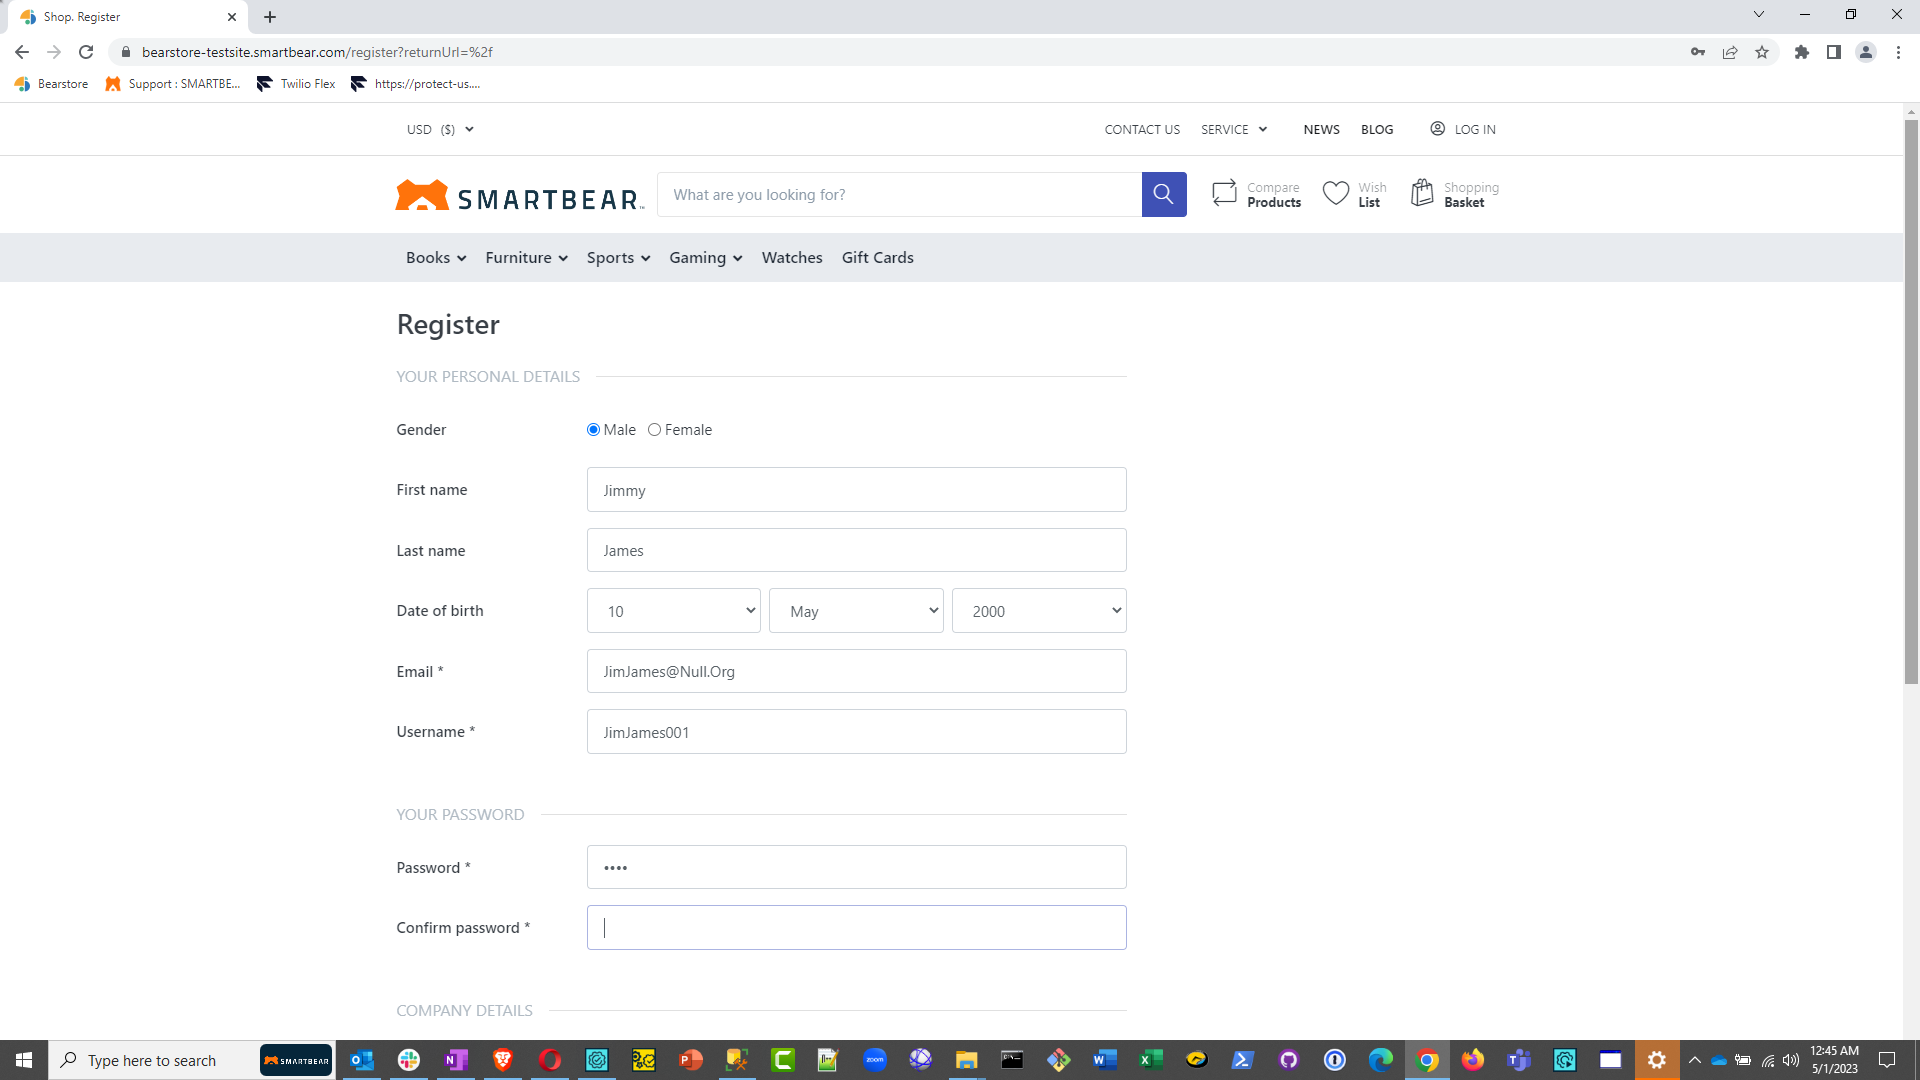 Shop. Register
bearstore-testsite.smartbear.com/register?returnUrl=%2f
Bearstore Support : SMARTBE... Twilio Flex https://protect-us....
USD ($) CONTACT US SERVICE NEWS BLOG LOG IN
SMARTBEAR What are you looking for? Compare Products Wish List Shopping Basket
Books Furniture Sports Gaming Watches Gift Cards
Register
YOUR PERSONAL DETAILS
Gender Male Female
First name Jimmy
Last name James
Date of birth 10 May 2000
Email * JimJames@Null.Org
Username * JimJames001
YOUR PASSWORD
Password * ••••
Confirm password *
COMPANY DETAILS
Type here to search SMARTBEAR zoom 12:45 AM
5/1/2023